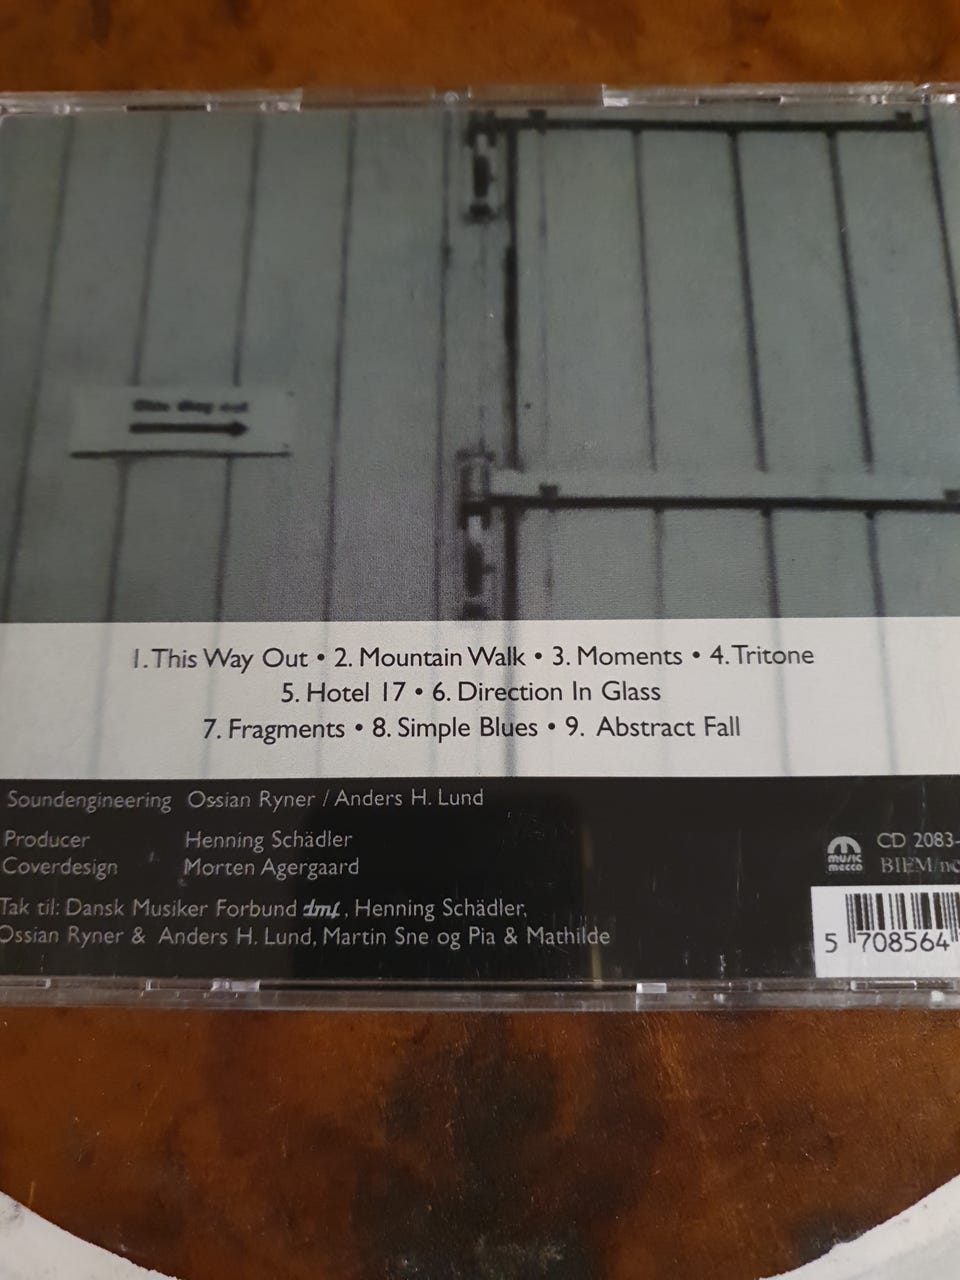 This Way out
1. This Way Out • 2. Mountain Walk • 3. Moments • 4. Tritone
5. Hotel 17 • 6. Direction In Glass
7. Fragments • 8. Simple Blues • 9. Abstract Fall
Soundengineering Ossian Ryner / Anders H. Lund
Producer Henning Schädler
Coverdesign Morten Agergaard
Tak til: Dansk Musiker Forbund dmf, Henning Schädler,
Ossian Ryner & Anders H. Lund, Martin Sne og Pia & Mathilde
music
mecca
CD 2083-
BIEM/nc
5 708564